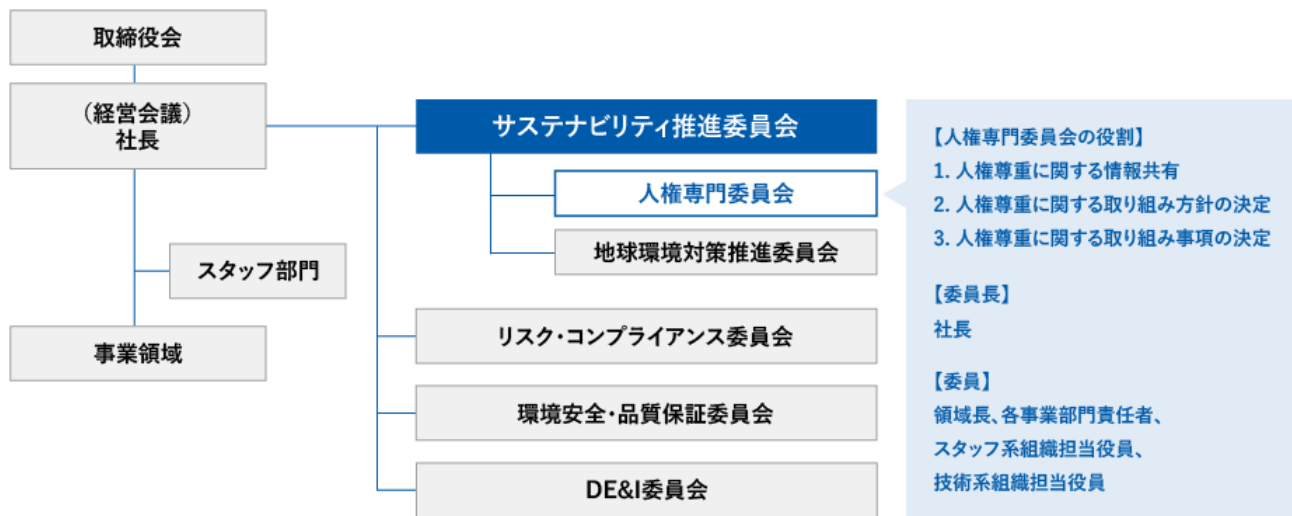 取締役会
（経営会議）
社長
スタッフ部門
事業領域
サステナビリティ推進委員会
人権専門委員会
地球環境対策推進委員会
リスク・コンプライアンス委員会
環境安全・品質保証委員会
DE&I委員会
【人権専門委員会の役割】
1. 人権尊重に関する情報共有
2. 人権尊重に関する取り組み方針の決定
3. 人権尊重に関する取り組み事項の決定
【委員長】
社長
【委員】
領域長、各事業部門責任者、
スタッフ系組織担当役員、
技術系組織担当役員